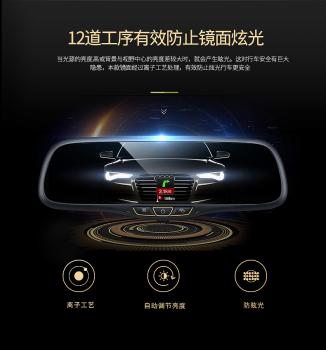 12道工序有效防止镜面炫光
当光源的亮度高或背景与视野中心的亮度差较大时，就会产生眩光。这对行车安全有巨大
隐患，本款镜面经过离子工艺处理，有效防止炫光行车更安全
离子工艺
自动调节亮度
防炫光